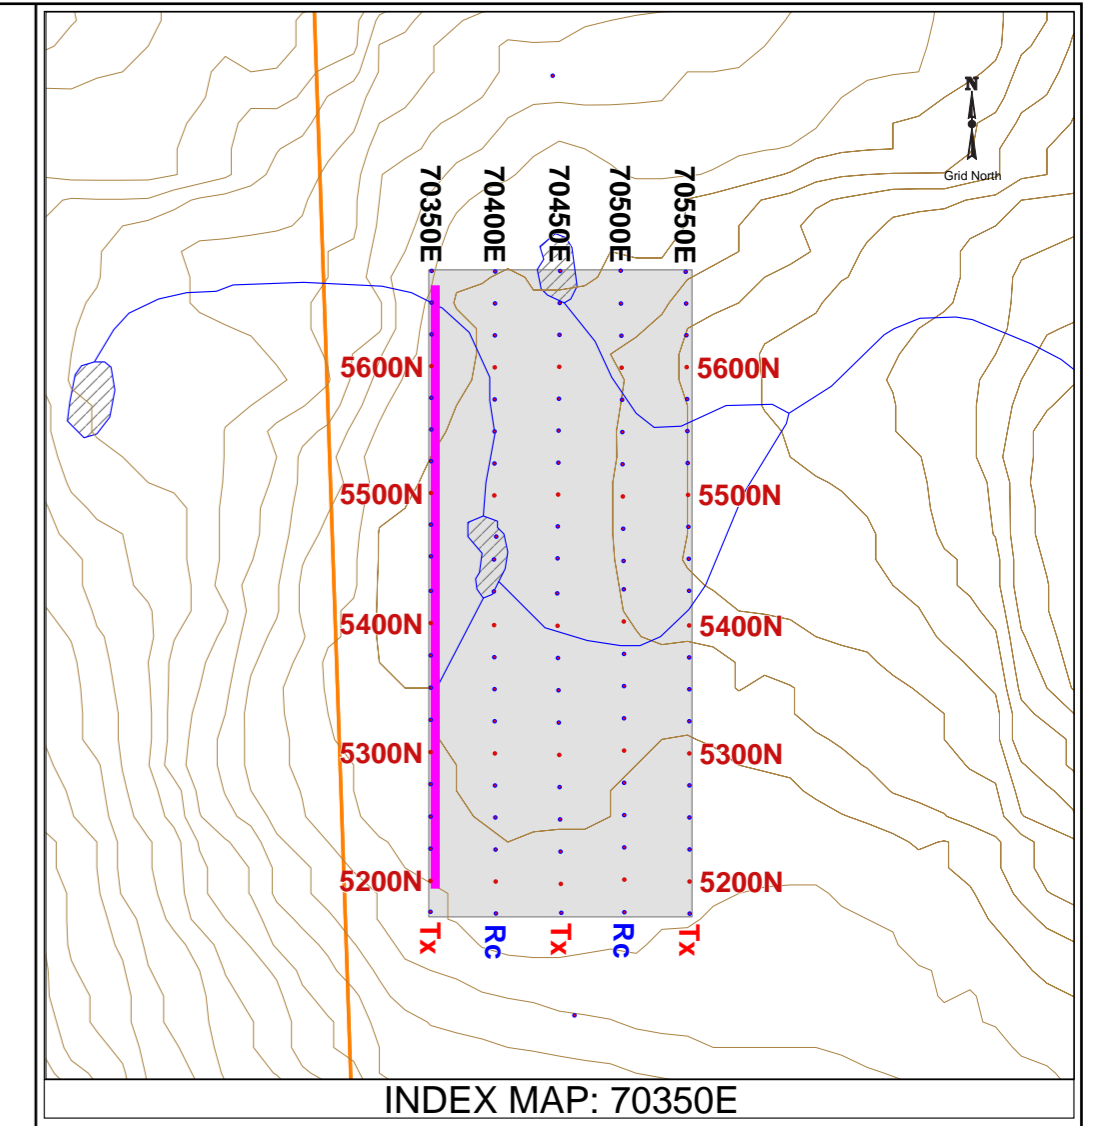 N
Grid North
70350E
70400E
70450E
70500E
70550E
5600N
5600N
5500N
5500N
5400N
5400N
5300N
5300N
5200N
5200N
Tx
Rc
Tx
Rc
Tx
INDEX MAP: 70350E